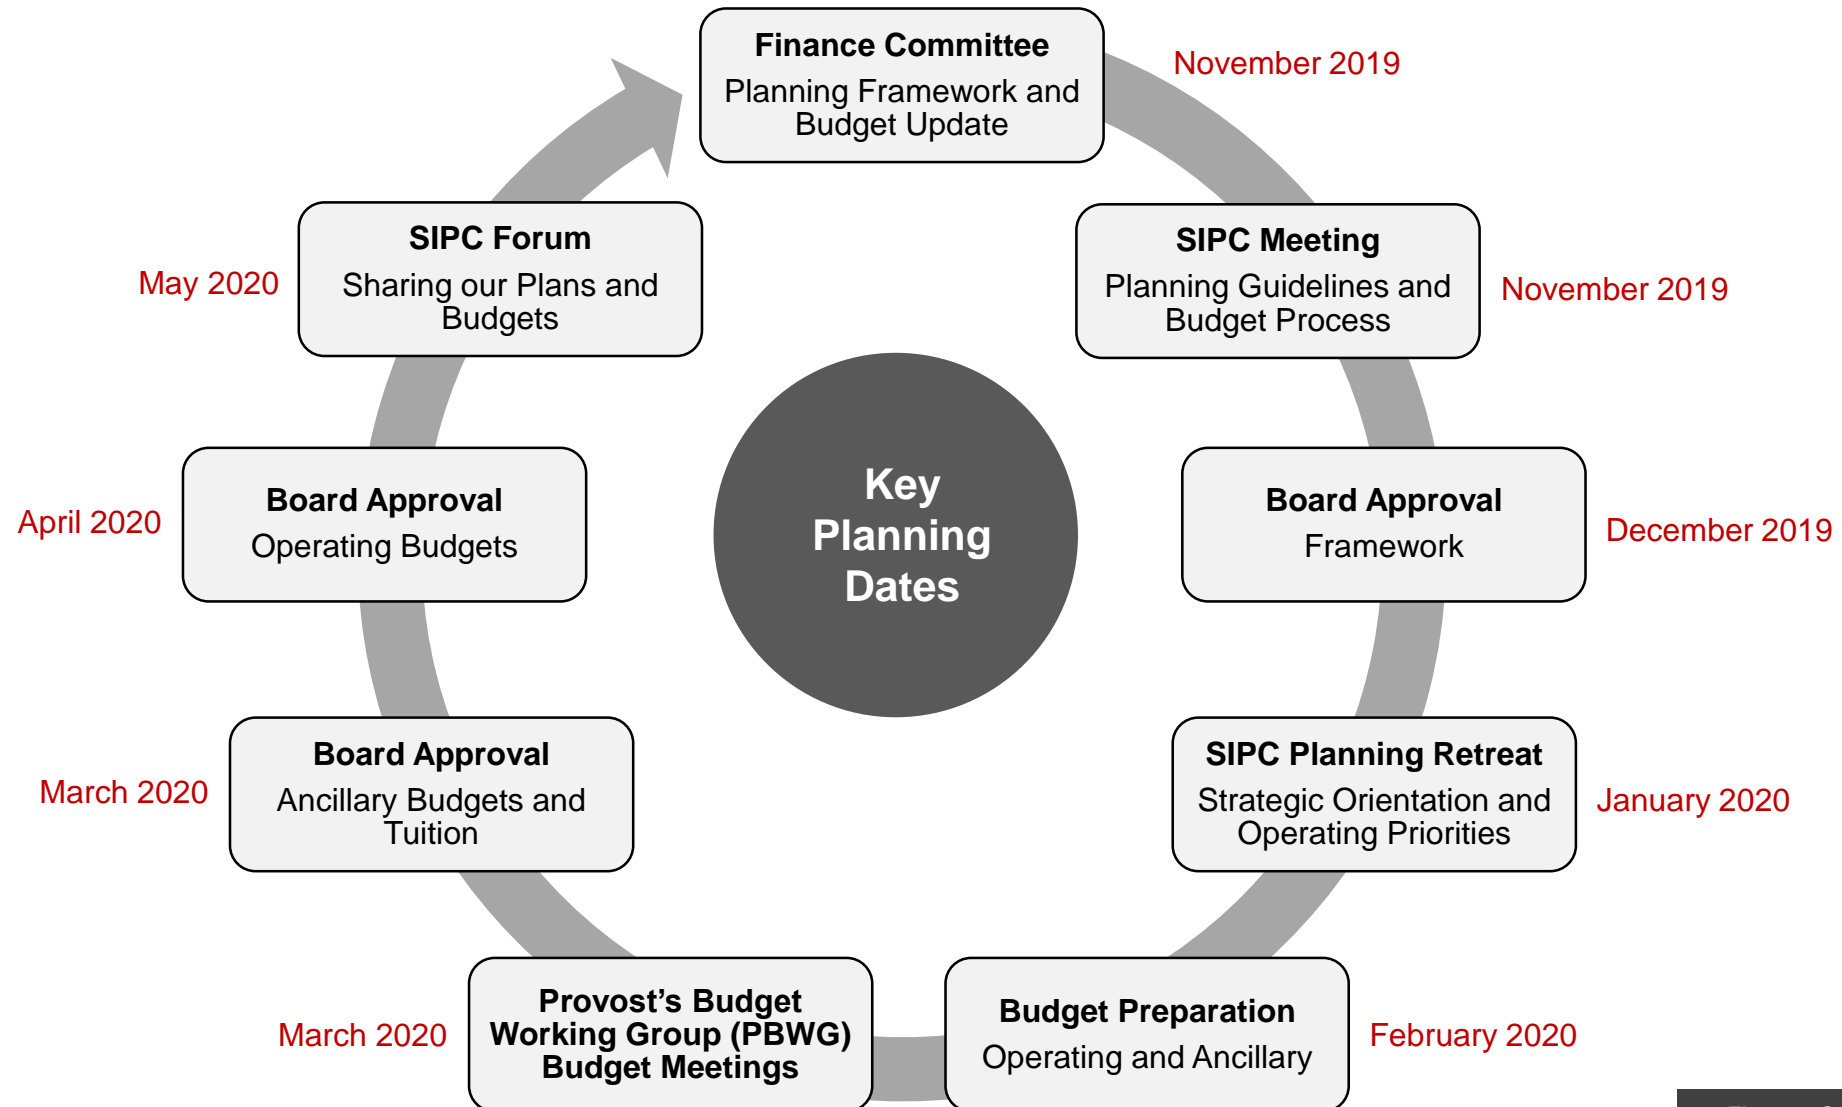 Finance Committee
Planning Framework and
Budget Update
November 2019
SIPC Meeting
Planning Guidelines and
Budget Process
November 2019
Board Approval
Framework
December 2019
SIPC Planning Retreat
Strategic Orientation and
Operating Priorities
January 2020
Budget Preparation
Operating and Ancillary
February 2020
Provost’s Budget
Working Group (PBWG)
Budget Meetings
March 2020
Board Approval
Ancillary Budgets and
Tuition
March 2020
Board Approval
Operating Budgets
April 2020
SIPC Forum
Sharing our Plans and
Budgets
May 2020
Key
Planning
Dates